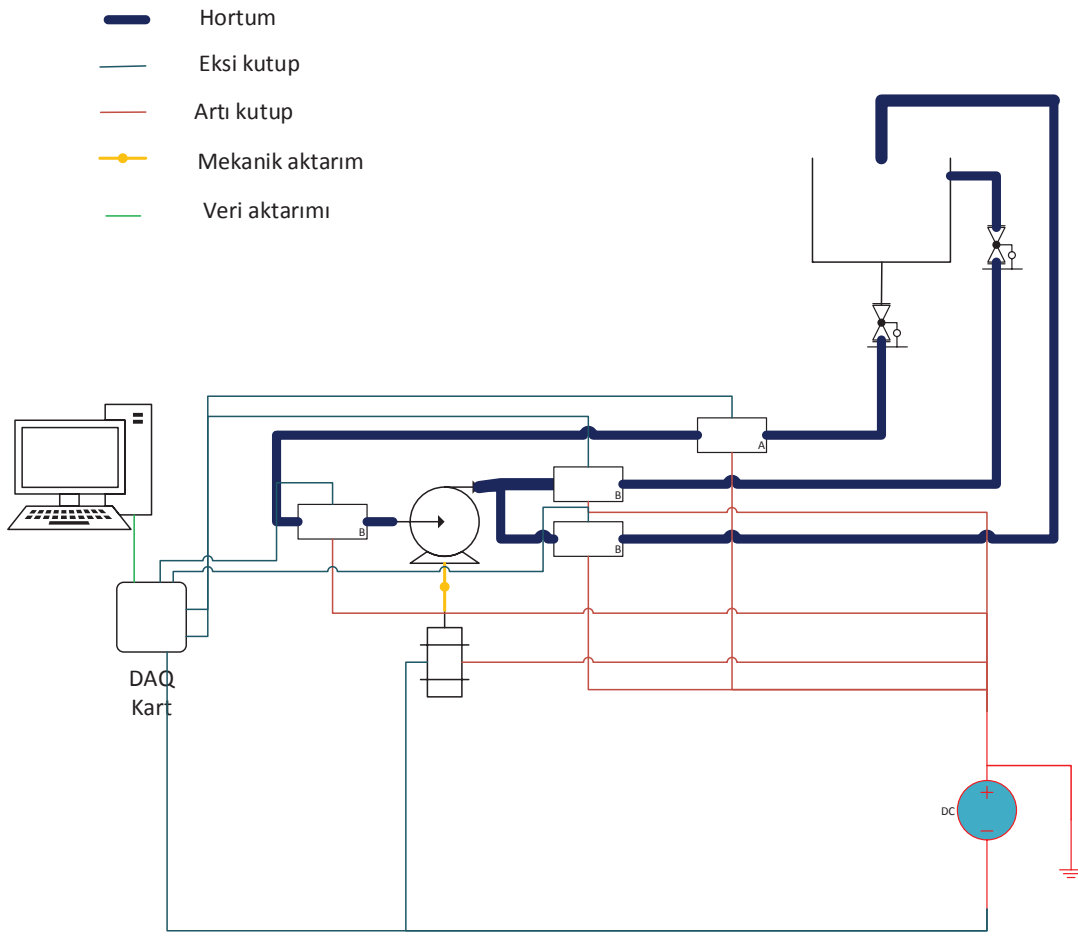 Hortum
Eksi kutup
Artı kutup
Mekanik aktarım
Veri aktarımı
A
B
B
B
DAQ
Kart
DC
+
−